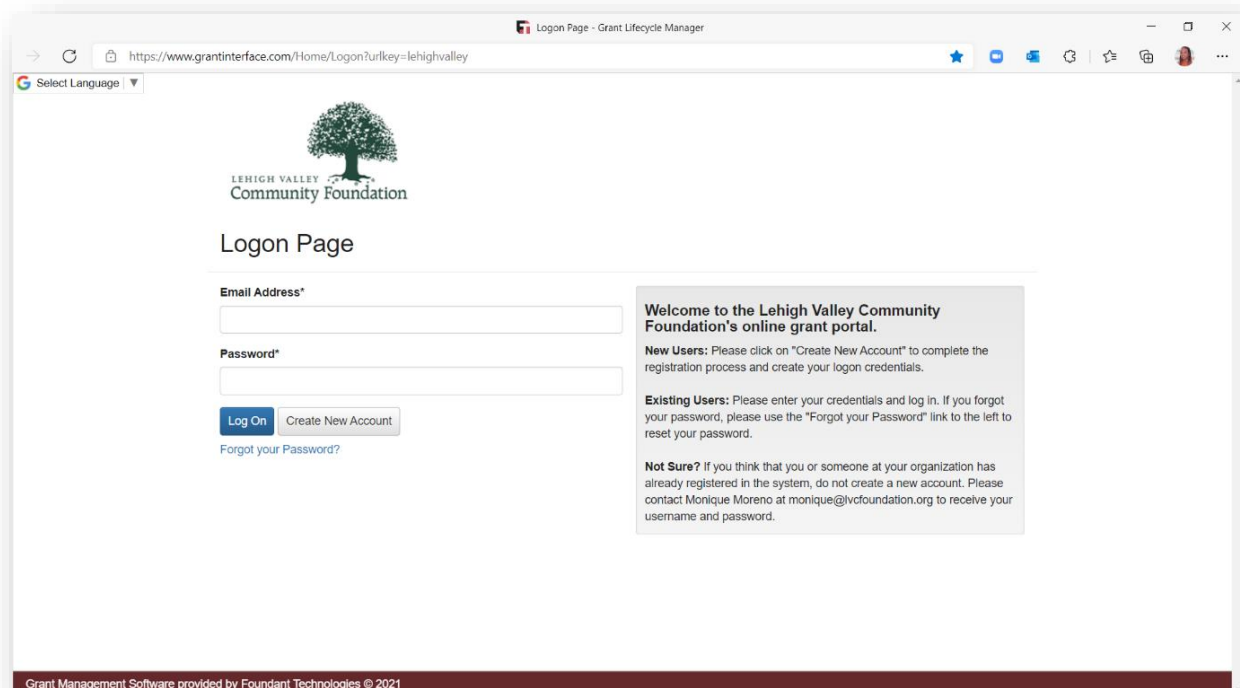 Logon Page - Grant Lifecycle Manager
https://www.grantinterface.com/Home/Logon?urlkey=lehighvalley
G Select Language ▼
LEHIGH VALLEY
Community Foundation
Logon Page
Email Address*
Password*
Log On Create New Account
Forgot your Password?
Welcome to the Lehigh Valley Community
Foundation's online grant portal.
New Users: Please click on "Create New Account" to complete the
registration process and create your logon credentials.
Existing Users: Please enter your credentials and log in. If you forgot
your password, please use the "Forgot your Password" link to the left to
reset your password.
Not Sure? If you think that you or someone at your organization has
already registered in the system, do not create a new account. Please
contact Monique Moreno at monique@lvcfoundation.org to receive your
username and password.
Grant Management Software provided by Foundant Technologies © 2021